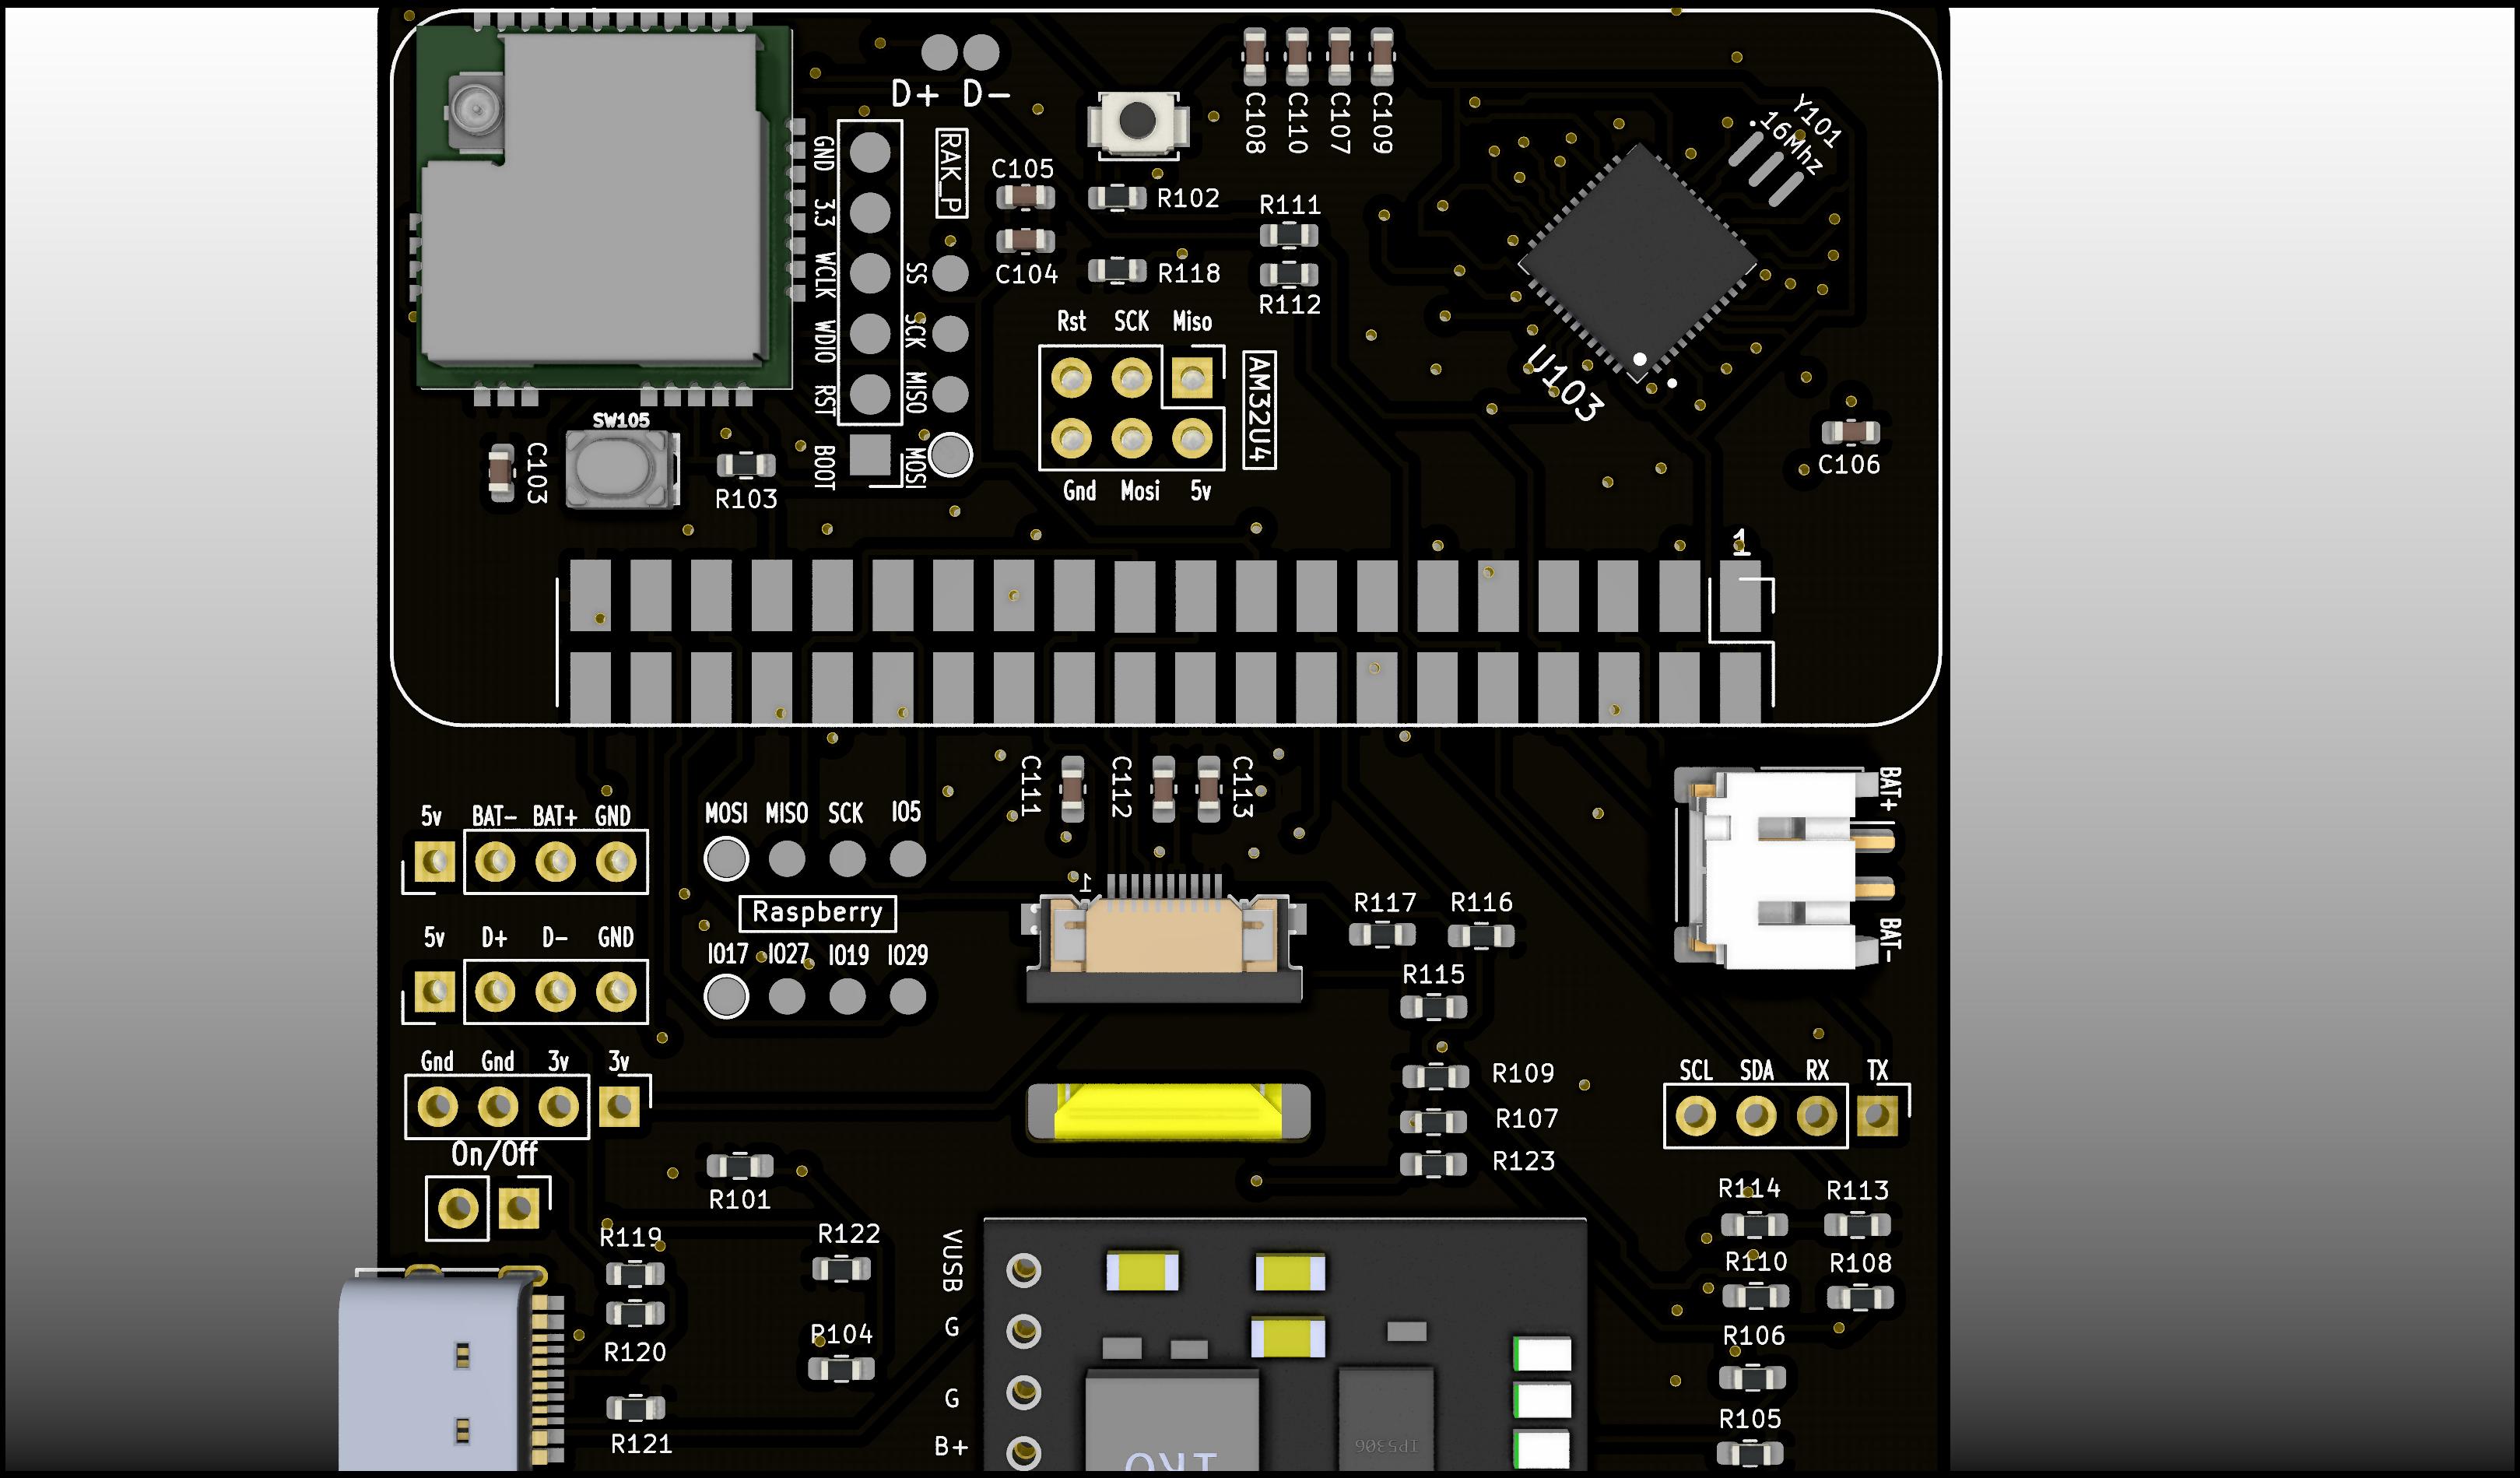 D+ D-
C108
C110
C107
C109
Y101
16Mhz
GND
3.3
WCLK
WDIO
RST
BOOT
RAK_P
SS
SCK
MISO
MOSI
C105
C104
R102
R118
R111
R112
Rst SCK Miso
Gnd Mosi 5v
AM32U4
U103
C106
SW105
C103
R103
1
C111
C112
C113
BAT+
BAT-
5v BAT- BAT+ GND
MOSI MISO SCK IO5
Raspberry
IO17 IO27 IO19 IO29
5v D+ D- GND
1
R117 R116
R115
Gnd Gnd 3v 3v
On/Off
R109
R107
R123
SCL SDA RX TX
R101
R114 R113
R119
R122
R110 R108
R120
R104
R106
R121
R105
VUSB
G
G
B+
IP5306